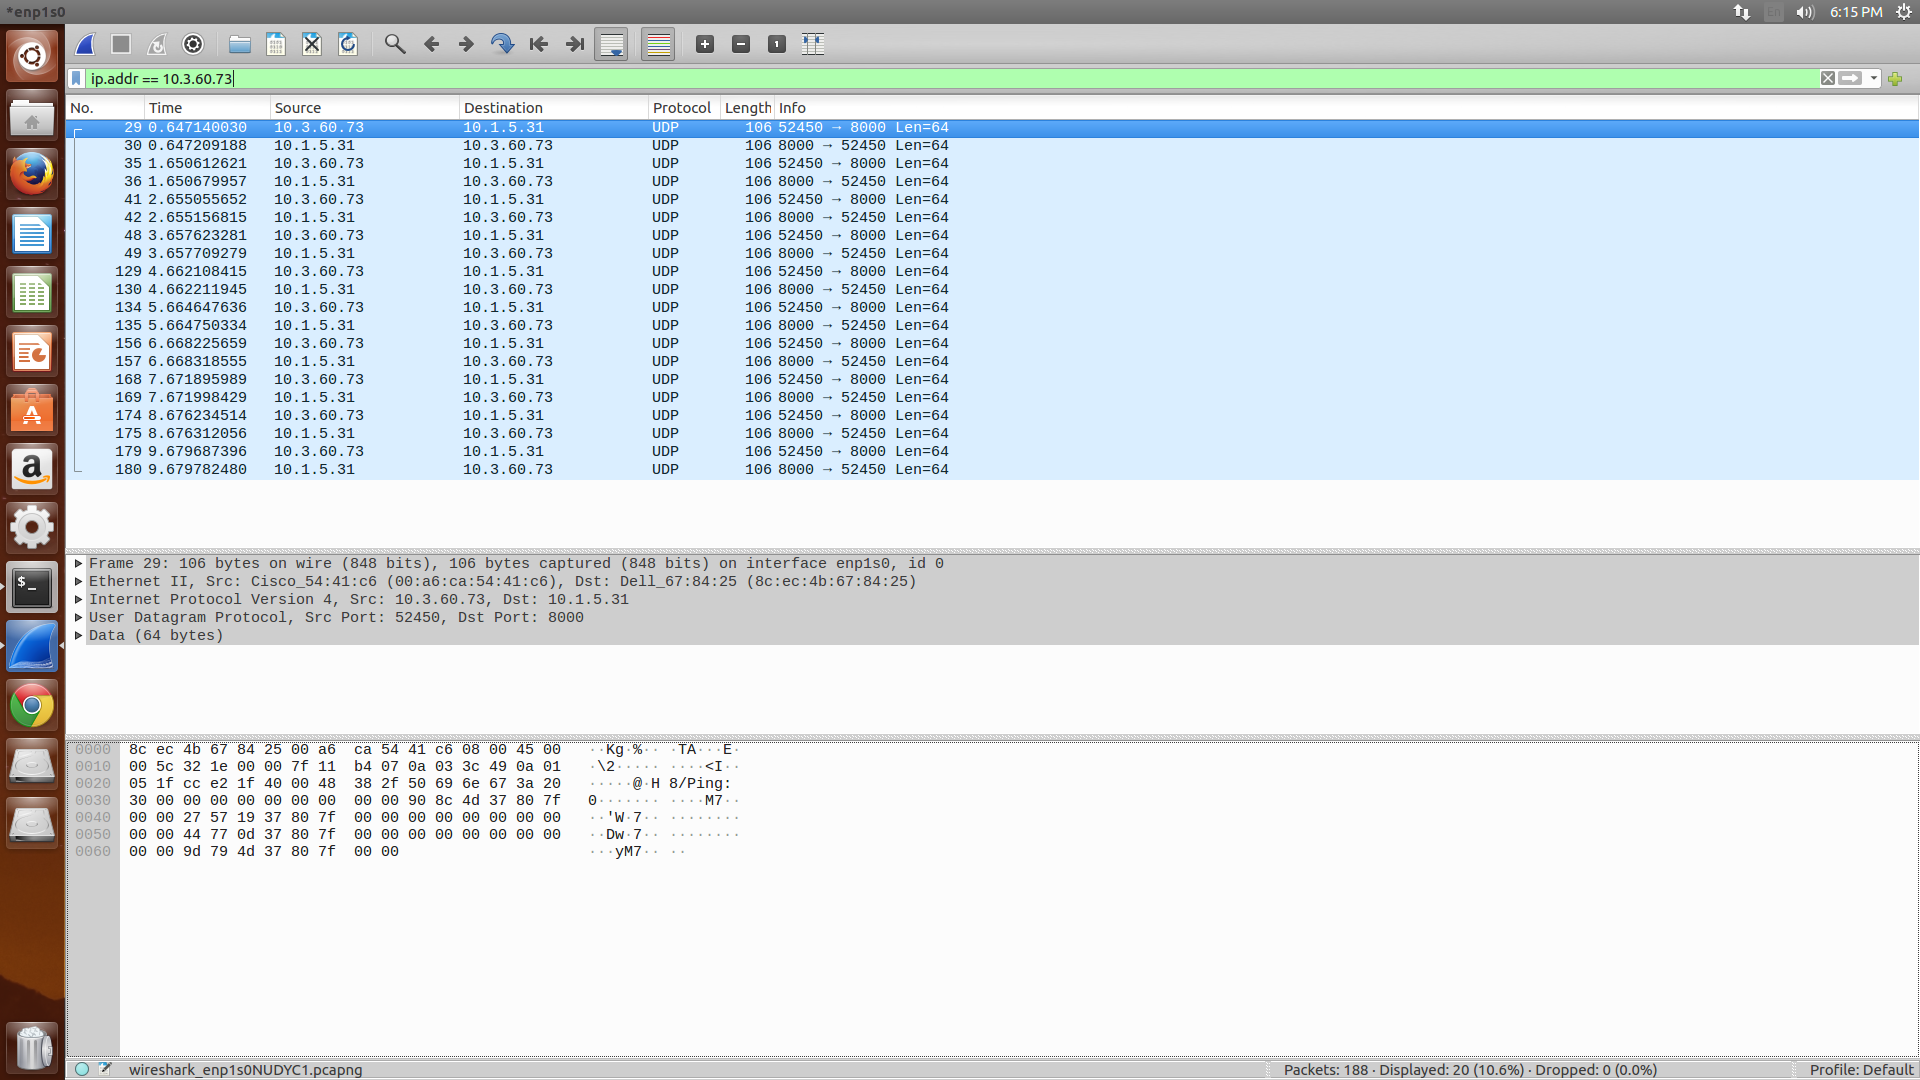 *enp1s0
En
6:15 PM
ip.addr == 10.3.60.73
No. Time Source Destination Protocol Length Info
29 0.647140030 10.3.60.73 10.1.5.31 UDP 106 52450 → 8000 Len=64
30 0.647209188 10.1.5.31 10.3.60.73 UDP 106 8000 → 52450 Len=64
35 1.650612621 10.3.60.73 10.1.5.31 UDP 106 52450 → 8000 Len=64
36 1.650679957 10.1.5.31 10.3.60.73 UDP 106 8000 → 52450 Len=64
41 2.655055652 10.3.60.73 10.1.5.31 UDP 106 52450 → 8000 Len=64
42 2.655156815 10.1.5.31 10.3.60.73 UDP 106 8000 → 52450 Len=64
48 3.657623281 10.3.60.73 10.1.5.31 UDP 106 52450 → 8000 Len=64
49 3.657709279 10.1.5.31 10.3.60.73 UDP 106 8000 → 52450 Len=64
129 4.662108415 10.3.60.73 10.1.5.31 UDP 106 52450 → 8000 Len=64
130 4.662211945 10.1.5.31 10.3.60.73 UDP 106 8000 → 52450 Len=64
134 5.664647636 10.3.60.73 10.1.5.31 UDP 106 52450 → 8000 Len=64
135 5.664750334 10.1.5.31 10.3.60.73 UDP 106 8000 → 52450 Len=64
156 6.668225659 10.3.60.73 10.1.5.31 UDP 106 52450 → 8000 Len=64
157 6.668318555 10.1.5.31 10.3.60.73 UDP 106 8000 → 52450 Len=64
168 7.671895989 10.3.60.73 10.1.5.31 UDP 106 52450 → 8000 Len=64
169 7.671998429 10.1.5.31 10.3.60.73 UDP 106 8000 → 52450 Len=64
174 8.676234514 10.3.60.73 10.1.5.31 UDP 106 52450 → 8000 Len=64
175 8.676312056 10.1.5.31 10.3.60.73 UDP 106 8000 → 52450 Len=64
179 9.679687396 10.3.60.73 10.1.5.31 UDP 106 52450 → 8000 Len=64
180 9.679782480 10.1.5.31 10.3.60.73 UDP 106 8000 → 52450 Len=64
Frame 29: 106 bytes on wire (848 bits), 106 bytes captured (848 bits) on interface enp1s0, id 0
Ethernet II, Src: Cisco_54:41:c6 (00:a6:ca:54:41:c6), Dst: Dell_67:84:25 (8c:ec:4b:67:84:25)
Internet Protocol Version 4, Src: 10.3.60.73, Dst: 10.1.5.31
User Datagram Protocol, Src Port: 52450, Dst Port: 8000
Data (64 bytes)
0000 8c ec 4b 67 84 25 00 a6 ca 54 41 c6 08 00 45 00 ··Kg·%·· ·TA···E·
0010 00 5c 32 1e 00 00 7f 11 b4 07 0a 03 3c 49 0a 01 ·\2····· ····<I··
0020 05 1f cc e2 1f 40 00 48 38 2f 50 69 6e 67 3a 20 ·····@·H 8/Ping:
0030 30 00 00 00 00 00 00 00 00 00 90 8c 4d 37 80 7f 0······· ····M7··
0040 00 00 27 57 19 37 80 7f 00 00 00 00 00 00 00 00 ··'W·7·· ········
0050 00 00 44 77 0d 37 80 7f 00 00 00 00 00 00 00 00 ··Dw·7·· ········
0060 00 00 9d 79 4d 37 80 7f 00 00 ···yM7·· ··
wireshark_enp1s0NUDYC1.pcapng
Packets: 188 · Displayed: 20 (10.6%) · Dropped: 0 (0.0%)
Profile: Default